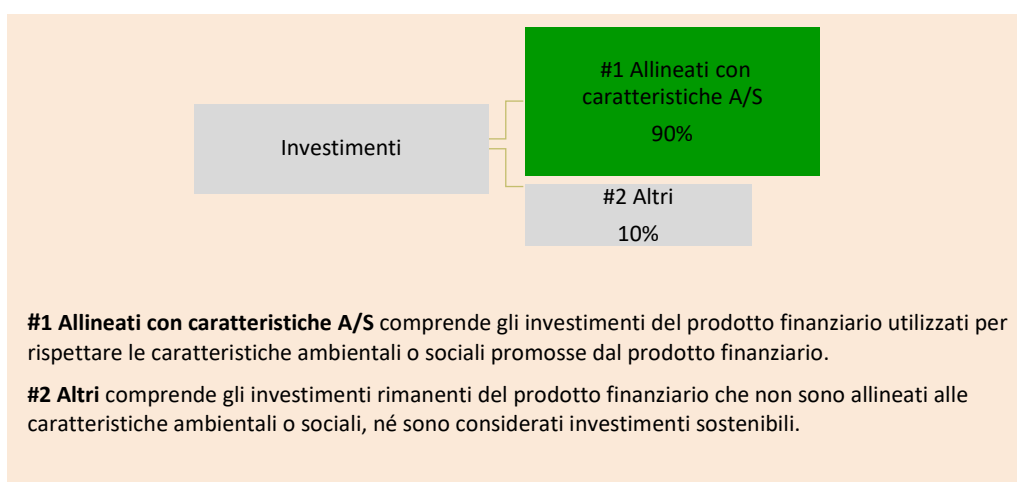 #1 Allineati con
caratteristiche A/S
90%
Investimenti
#2 Altri
10%
#1 Allineati con caratteristiche A/S comprende gli investimenti del prodotto finanziario utilizzati per
rispettare le caratteristiche ambientali o sociali promosse dal prodotto finanziario.
#2 Altri comprende gli investimenti rimanenti del prodotto finanziario che non sono allineati alle
caratteristiche ambientali o sociali, né sono considerati investimenti sostenibili.